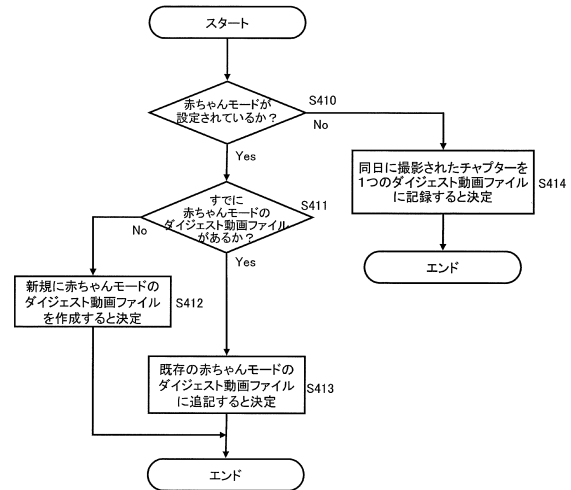 スタート
赤ちゃんモードが
設定されているか？
S410
No
Yes
同日に撮影されたチャプターを
1つのダイジェスト動画ファイル
に記録すると決定
S414
エンド
すでに
赤ちゃんモードの
ダイジェスト動画ファイル
があるか？
S411
No
Yes
新規に赤ちゃんモードの
ダイジェスト動画ファイル
を作成すると決定
S412
既存の赤ちゃんモードの
ダイジェスト動画ファイル
に追記すると決定
S413
エンド